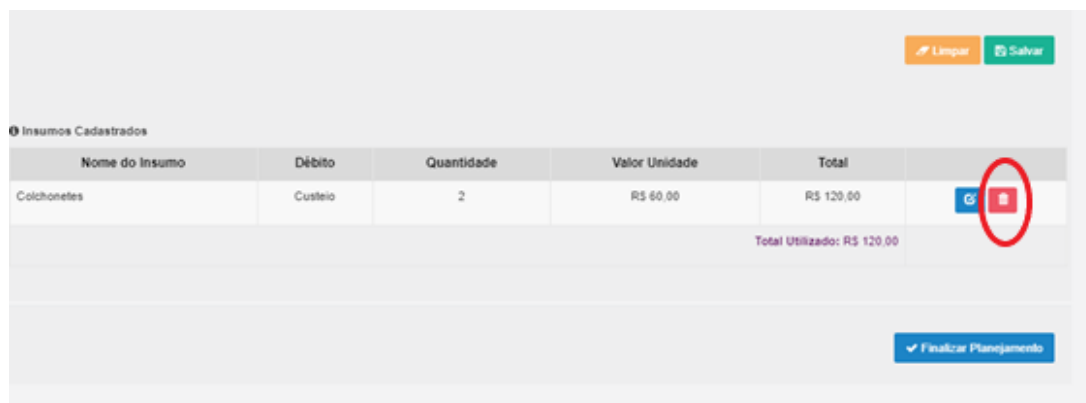 Limpar Salvar
Insumos Cadastrados
Nome do Insumo Débito Quantidade Valor Unidade Total
Colchonetes Custeio 2 R$ 60,00 R$ 120,00
Total Utilizado: R$ 120,00
Finalizar Planejamento